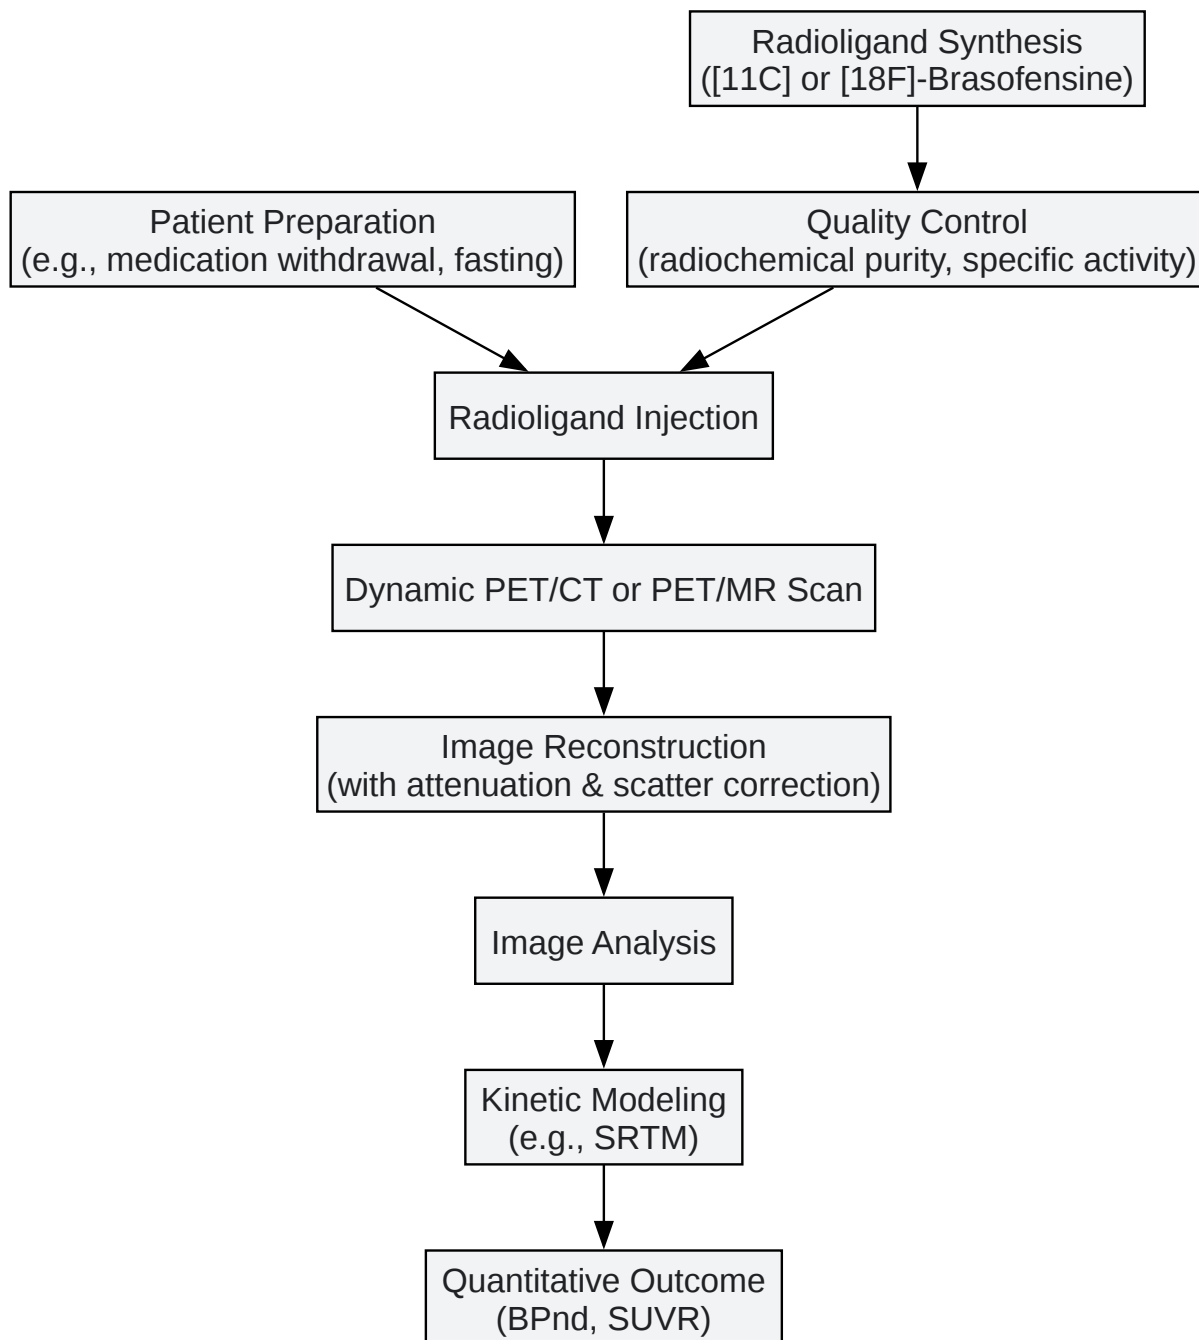 Radioligand Synthesis
([11C] or [18F]-Brasofensine)
Patient Preparation
(e.g., medication withdrawal, fasting)
Quality Control
(radiochemical purity, specific activity)
Radioligand Injection
Dynamic PET/CT or PET/MR Scan
Image Reconstruction
(with attenuation & scatter correction)
Image Analysis
Kinetic Modeling
(e.g., SRTM)
Quantitative Outcome
(BPnd, SUVR)